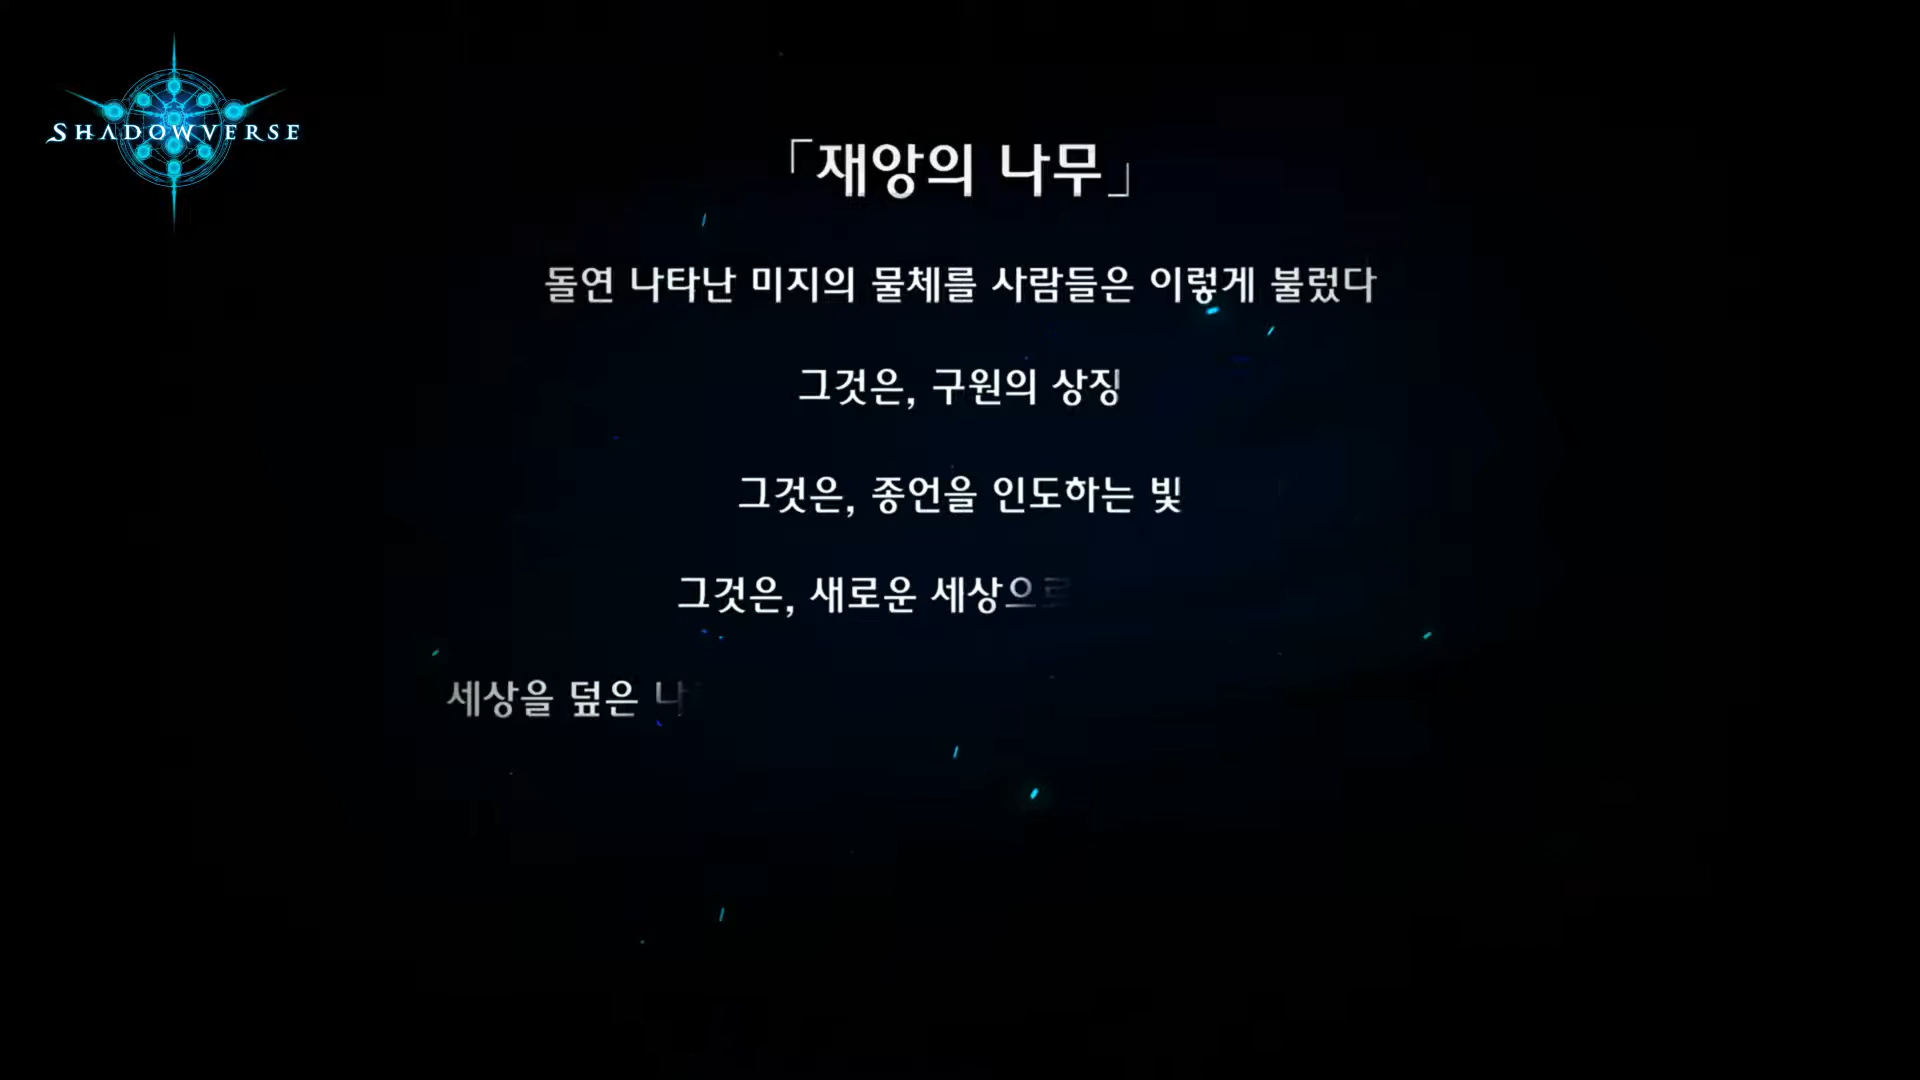 SHADOWVERSE
「재앙의 나무」
돌연 나타난 미지의 물체를 사람들은 이렇게 불렀다
그것은, 구원의 상징
그것은, 종언을 인도하는 빛
그것은, 새로운 세상으로
세상을 덮은